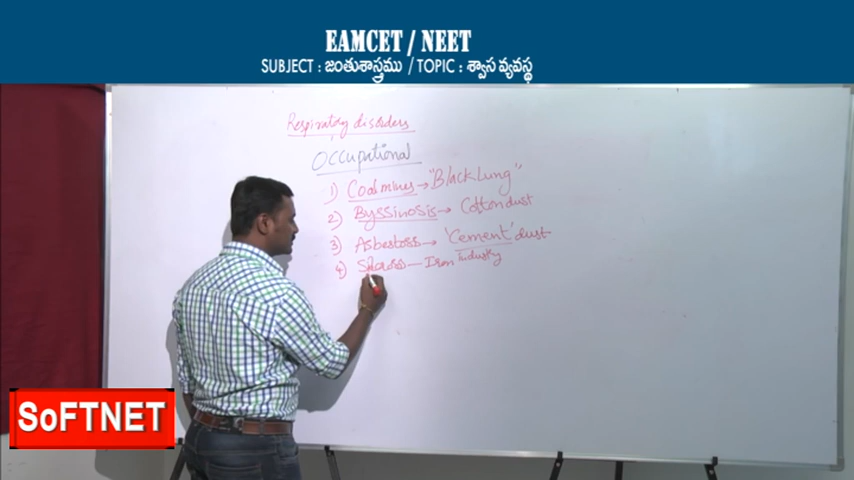 EAMCET / NEET
SUBJECT : జంతుశాస్త్రము / TOPIC : శ్వాస వ్యవస్థ
Respiratory disorders
Occupational
1) Coal mines → "Black Lung"
2) Byssinosis → Cotton dust
3) → 'Cement' dust
4) — Iron Industry
SoFTNET